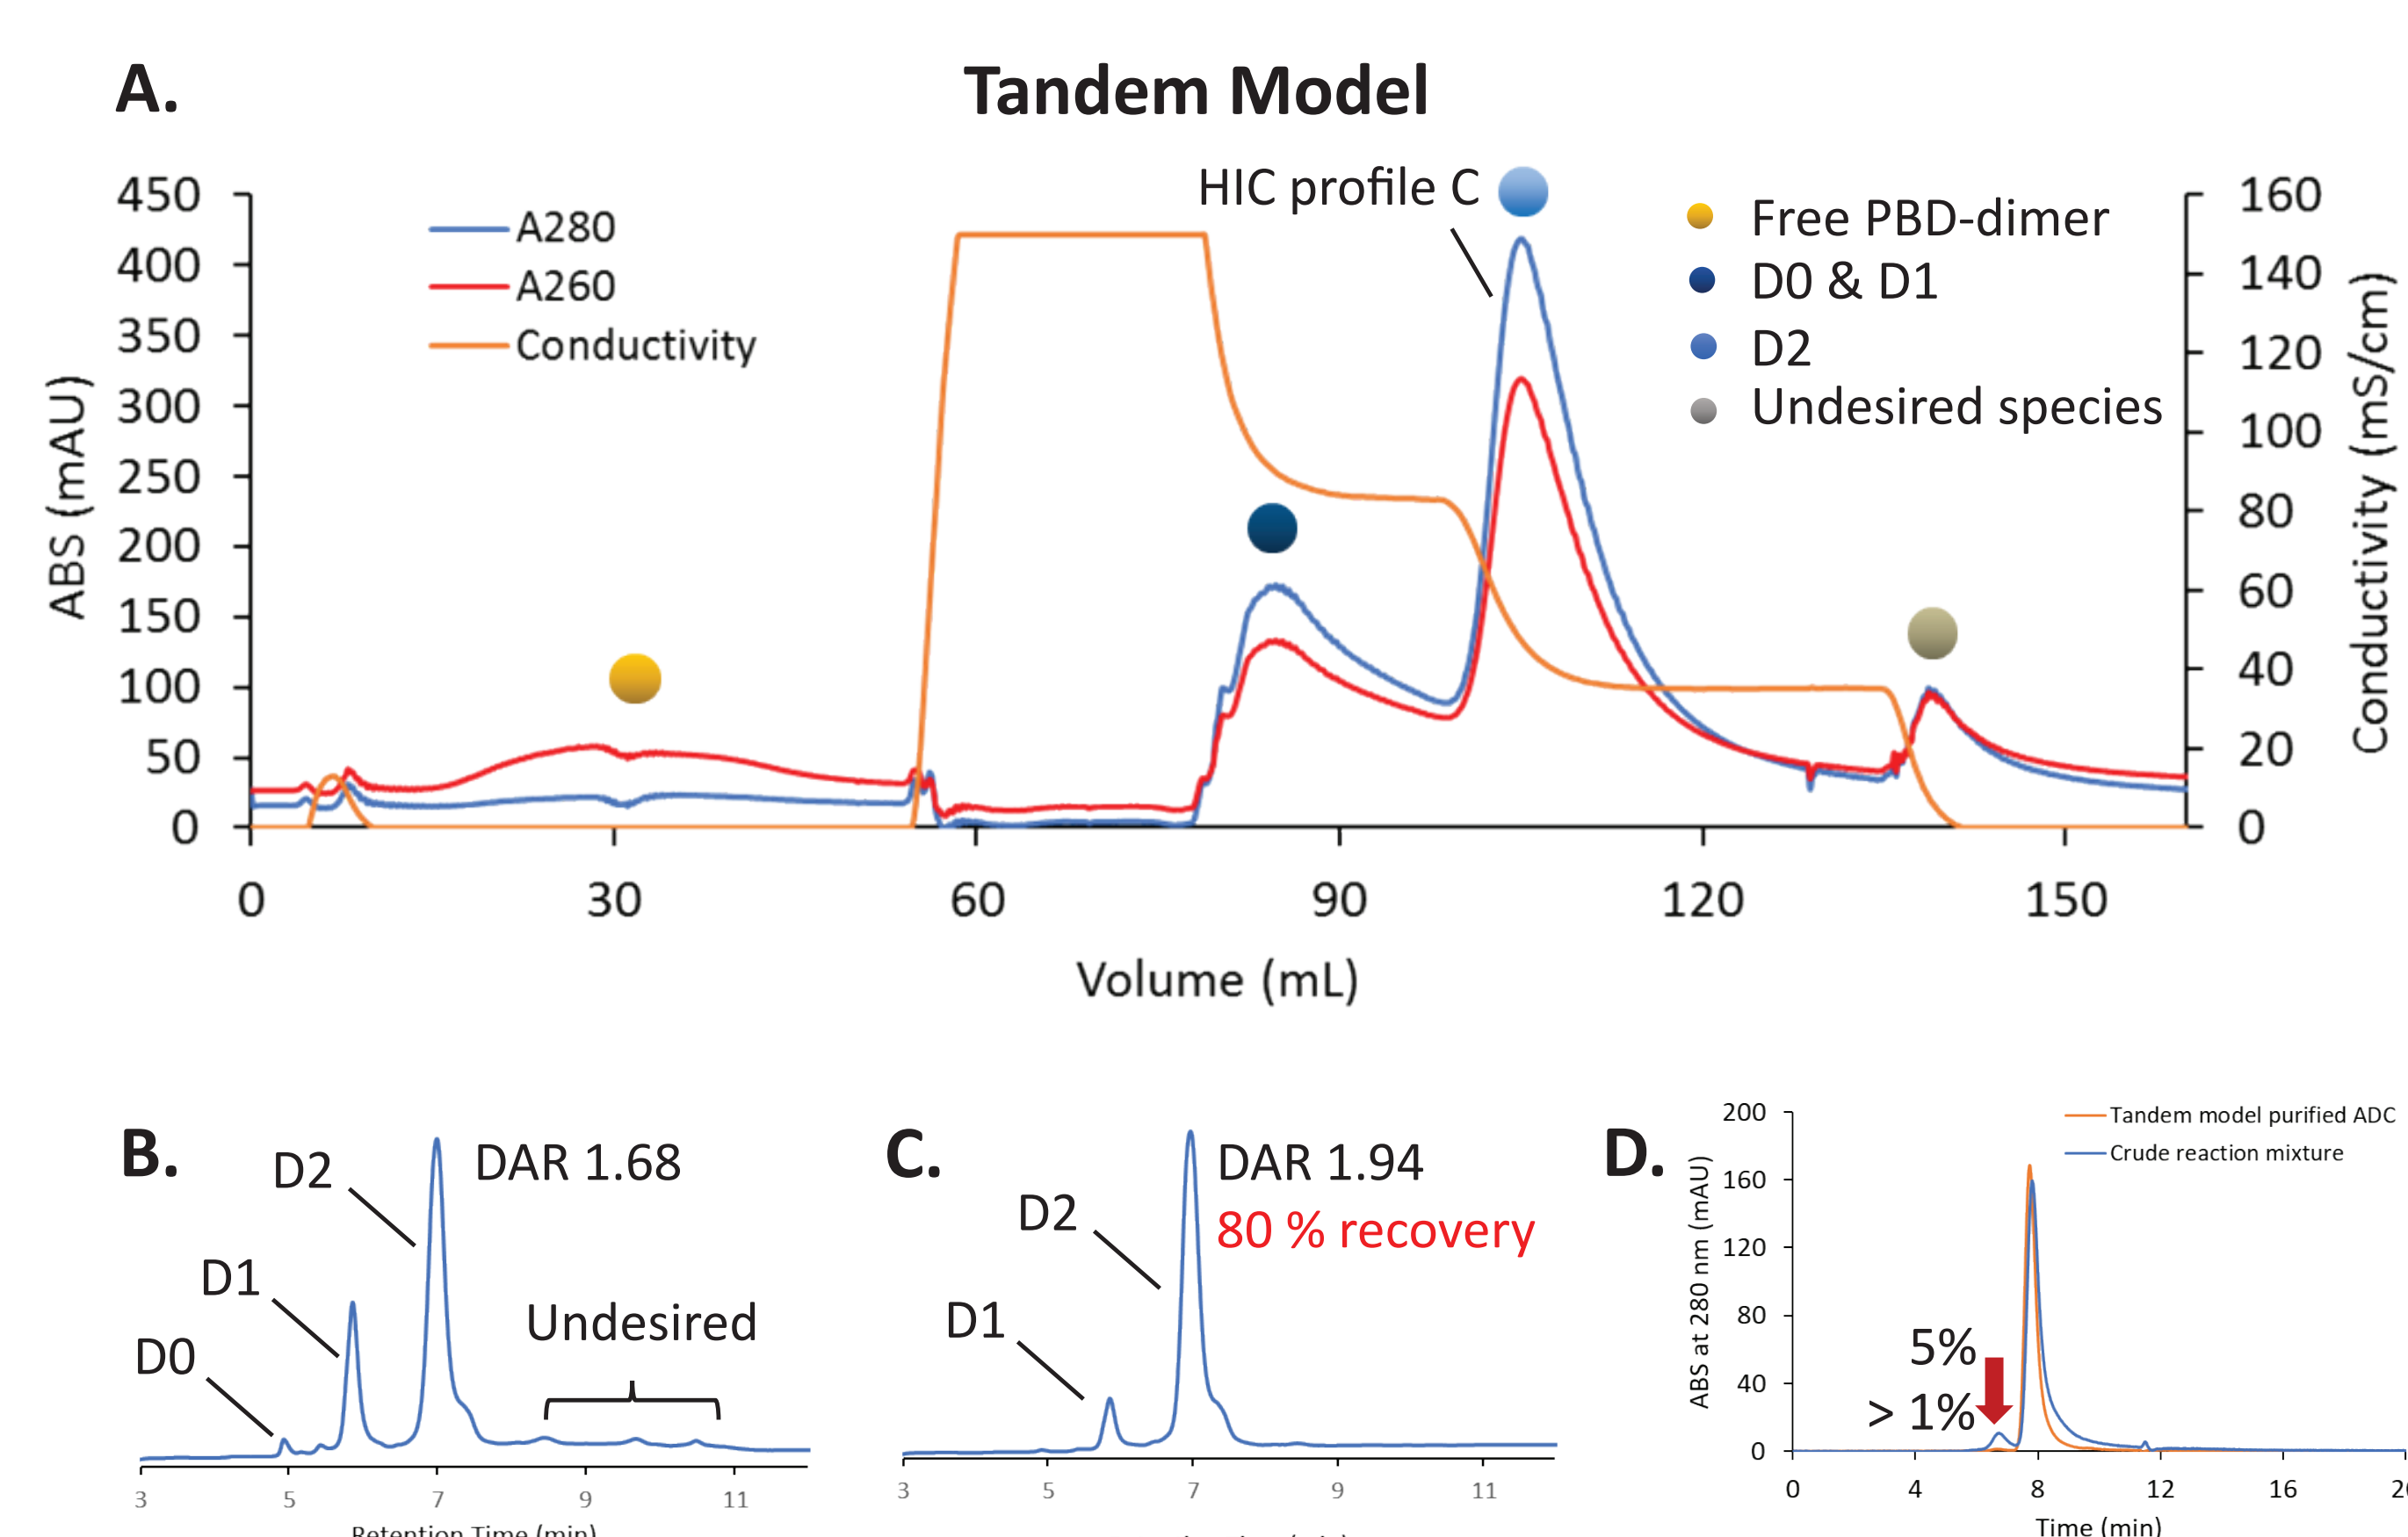 A.
Tandem Model
HIC profile C
A280
A260
Conductivity
Free PBD-dimer
D0 & D1
D2
Undesired species
ABS (mAU)
450
400
350
300
250
200
150
100
50
0
160
140
120
100
80
60
40
20
0
Conductivity (mS/cm)
0 30 60 90 120 150
Volume (mL)
B.
D2
DAR 1.68
D1
Undesired
D0
3 5 7 9 11
Retention Time (min)
C.
DAR 1.94
80 % recovery
D2
D1
3 5 7 9 11
D.
Tandem model purified ADC
Crude reaction mixture
ABS at 280 nm (mAU)
200
160
120
80
40
0
5%
> 1%
0 4 8 12 16
Time (min)